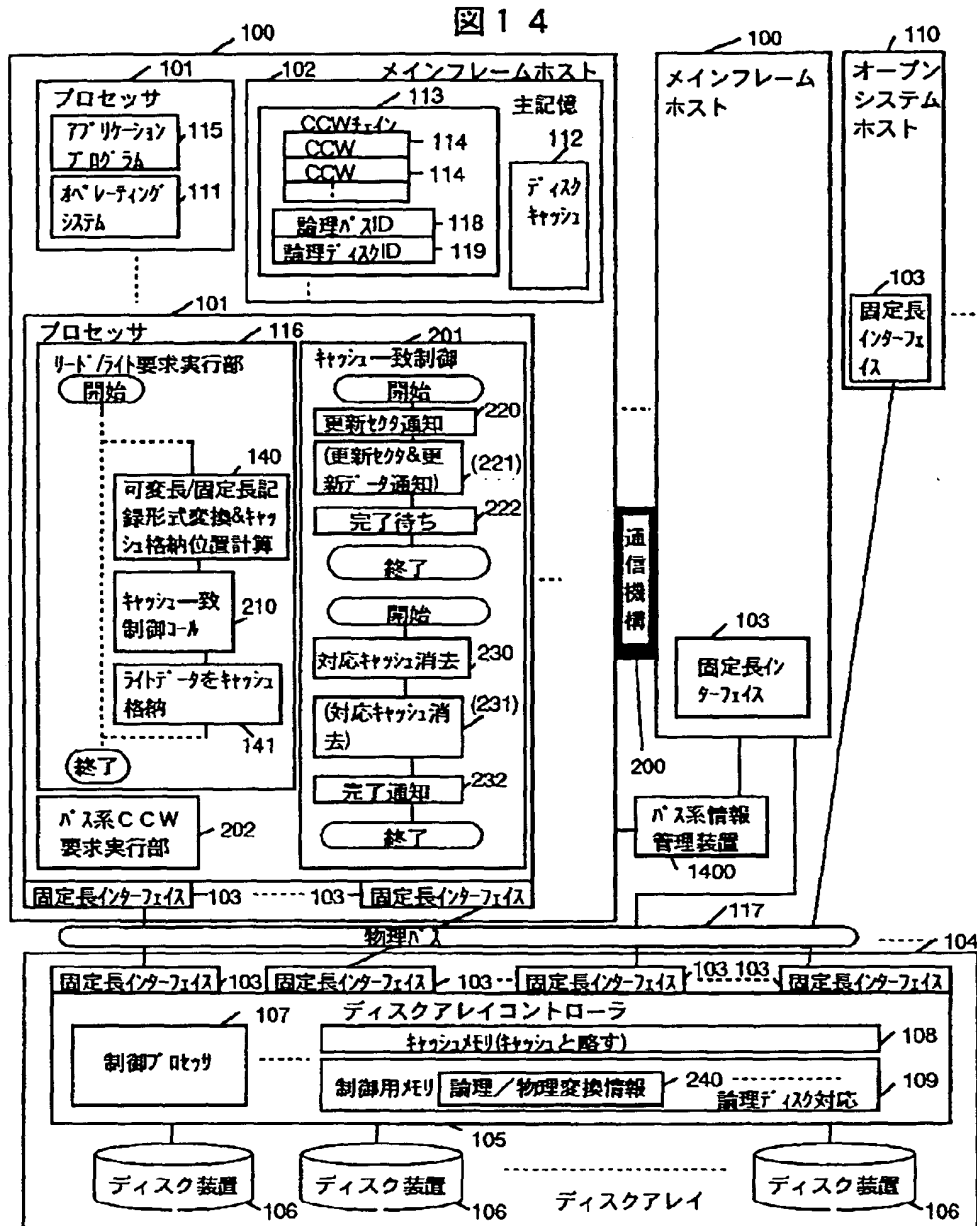 図14
100
101
プロセッサ
アプリケーション
プログラム
115
オペレーティング
システム
111
102
メインフレームホスト
113
主記憶
CCWチェイン
CCW
114
CCW
114
論理パスID
118
論理ディスクID
119
112
ディスク
キャッシュ
101
プロセッサ
116
リード/ライト要求実行部
開始
140
可変長/固定長記
録形式変換&キャッ
シュ格納位置計算
キャッシュ一致
制御コール
210
ライトデータをキャッシュ
格納
141
終了
パス系CCW
要求実行部
202
201
キャッシュ一致制御
開始
更新セクタ通知
220
(更新セクタ&更
新データ通知)
(221)
完了待ち
222
終了
開始
対応キャッシュ消去
230
(対応キャッシュ消
去)
(231)
完了通知
232
終了
固定長インターフェイス
103
103
固定長インターフェイス
通信機構
200
100
メインフレーム
ホスト
103
固定長イン
ターフェイス
パス系情報
管理装置
1400
110
オープン
システム
ホスト
103
固定長
インターフェ
イス
117
物理パス
104
固定長インターフェイス
103
固定長インターフェイス
103
固定長インターフェイス
103
103
固定長インターフェイス
ディスクアレイコントローラ
107
制御プロセッサ
キャッシュメモリ(キャッシュと略す)
108
制御用メモリ
論理/物理変換情報
240
論理ディスク対応
109
105
ディスク装置
106
ディスク装置
106
ディスクアレイ
ディスク装置
106